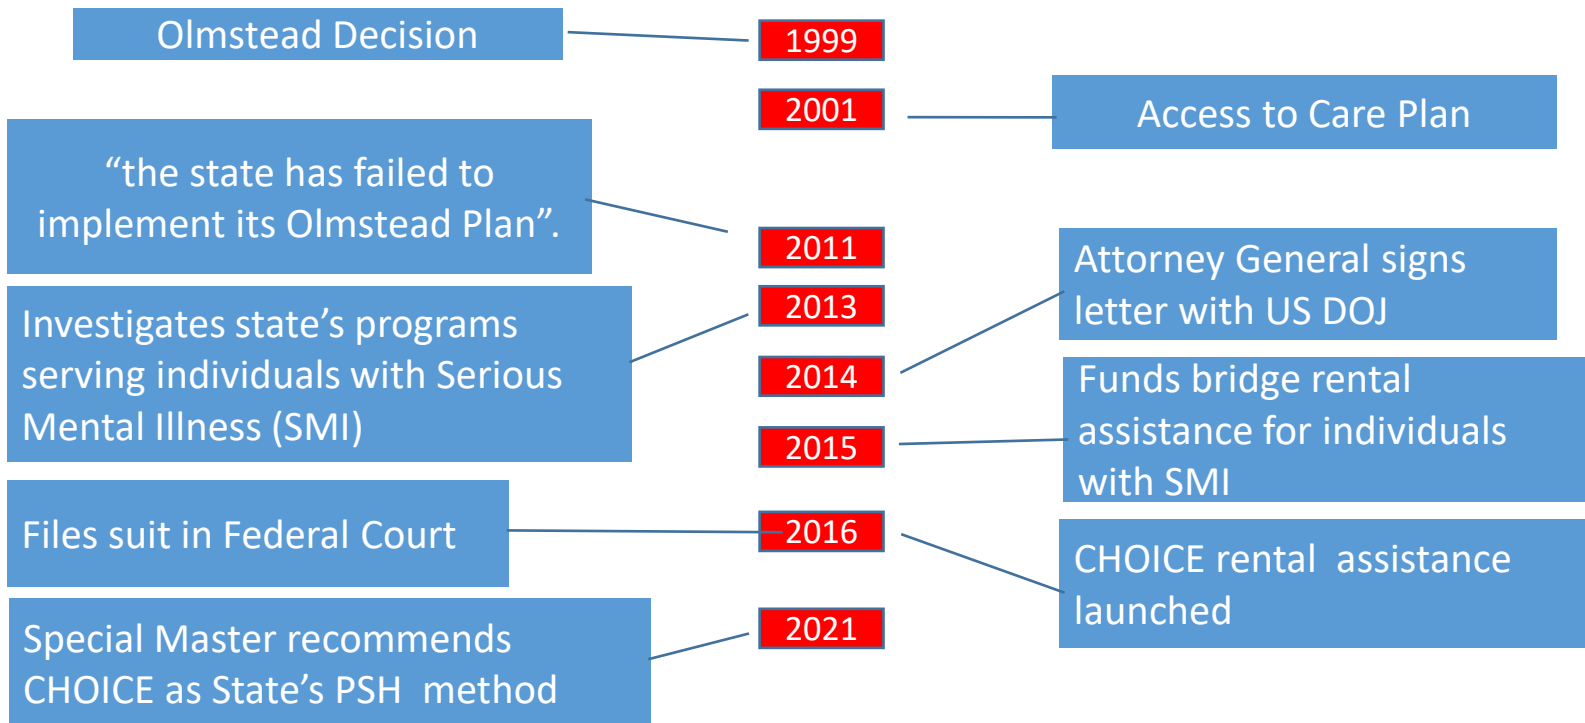 Olmstead Decision
1999
2001
Access to Care Plan
“the state has failed to
implement its Olmstead Plan”.
2011
Attorney General signs
letter with US DOJ
2013
Investigates state’s programs
serving individuals with Serious
Mental Illness (SMI)
2014
Funds bridge rental
assistance for individuals
with SMI
2015
Files suit in Federal Court
2016
CHOICE rental  assistance
launched
Special Master recommends
CHOICE as State’s PSH  method
2021